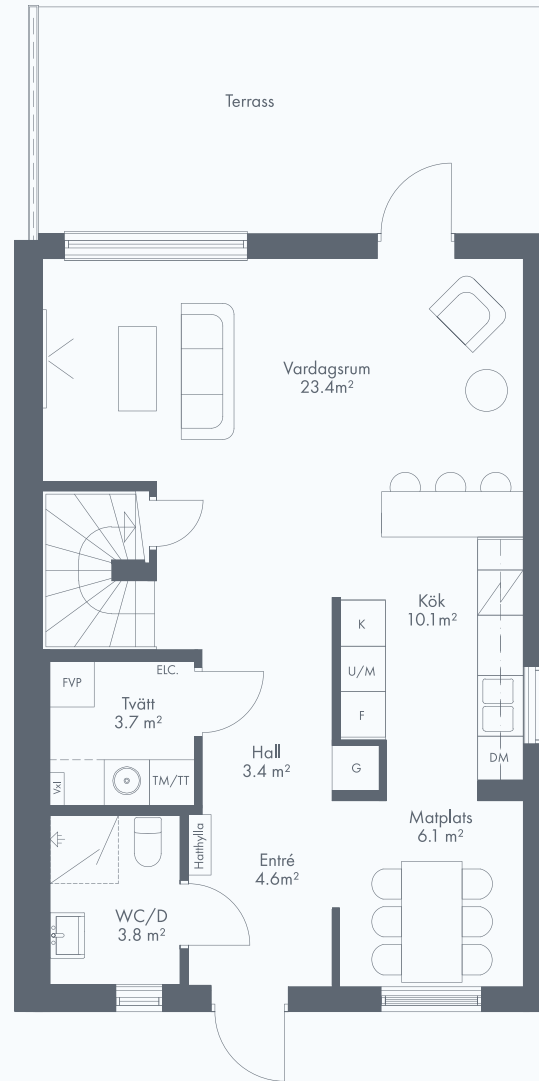 Terrass
Vardagsrum
23.4m²
Kök
10.1m²
K
U/M
F
G
DM
ELC.
FVP
Tvätt
3.7 m²
Vxl
TM/TT
Hall
3.4 m²
Matplats
6.1 m²
Hatthylla
Entré
4.6m²
WC/D
3.8 m²